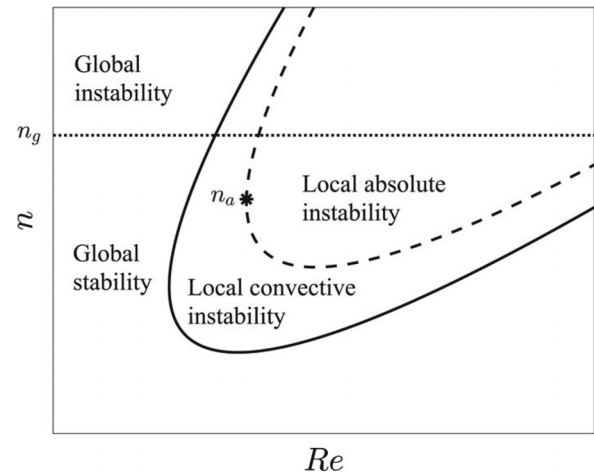 Global
instability
n_g
n_a
Local absolute
instability
n
Global
stability
Local convective
instability
Re